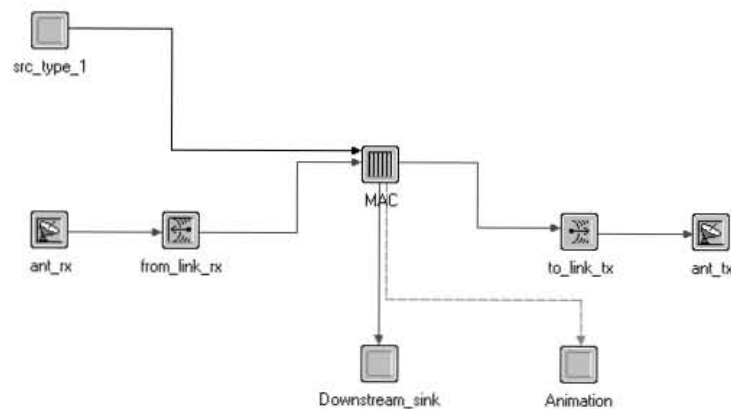 src_type_1
MAC
ant_rx
from_link_rx
to_link_tx
ant_tx
Downstream_sink
Animation